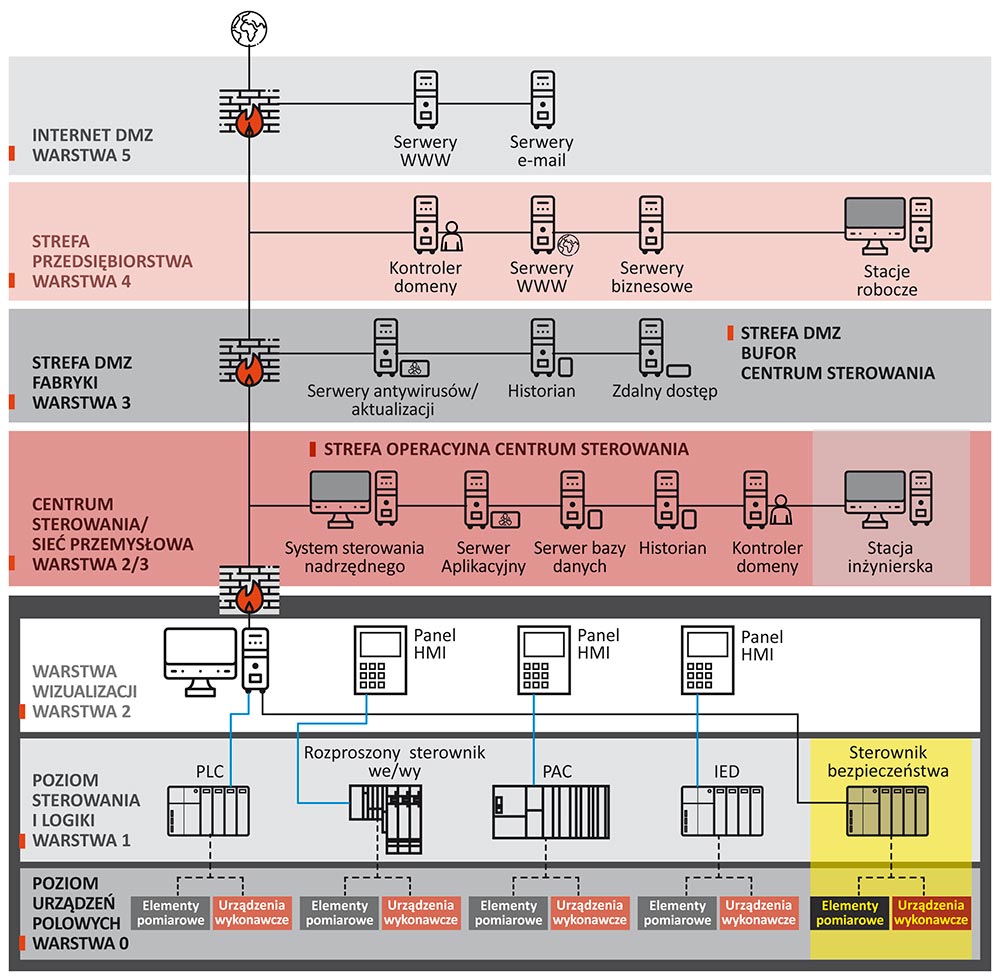 INTERNET DMZ
WARSTWA 5
Serwery
WWW
Serwery
e-mail
STREFA
PRZEDSIĘBIORSTWA
WARSTWA 4
Kontroler
domeny
Serwery
WWW
Serwery
biznesowe
Stacje
robocze
STREFA DMZ
FABRYKI
WARSTWA 3
Serwery antywirusów/
aktualizacji
Historian
Zdalny dostęp
STREFA DMZ
BUFOR
CENTRUM STEROWANIA
STREFA OPERACYJNA CENTRUM STEROWANIA
CENTRUM
STEROWANIA/
SIEĆ PRZEMYSŁOWA
WARSTWA 2/3
System sterowania
nadrzędnego
Serwer
Aplikacyjny
Serwer bazy
danych
Historian
Kontroler
domeny
Stacja
inżynierska
WARSTWA
WIZUALIZACJI
WARSTWA 2
Panel
HMI
Panel
HMI
Panel
HMI
POZIOM
STEROWANIA
I LOGIKI
WARSTWA 1
PLC
Rozproszony sterownik
we/wy
PAC
IED
Sterownik
bezpieczeństwa
POZIOM
URZĄDZEŃ
POLOWYCH
WARSTWA 0
Elementy
pomiarowe
Urządzenia
wykonawcze
Elementy
pomiarowe
Urządzenia
wykonawcze
Elementy
pomiarowe
Urządzenia
wykonawcze
Elementy
pomiarowe
Urządzenia
wykonawcze
Elementy
pomiarowe
Urządzenia
wykonawcze